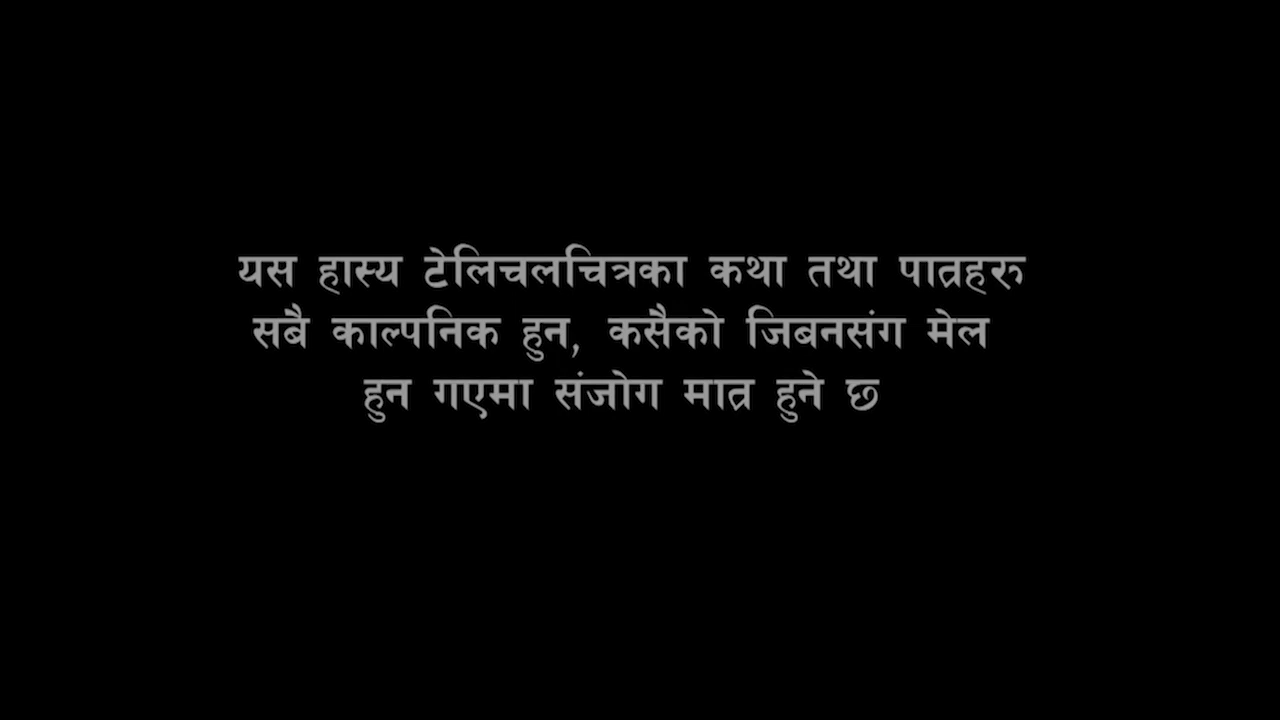 यस हास्य टेलिचलचित्रका कथा तथा पात्रहरु
सबै काल्पनिक हुन, कसैको जिबनसंग मेल
हुन गएमा संजोग मात्र हुने छ